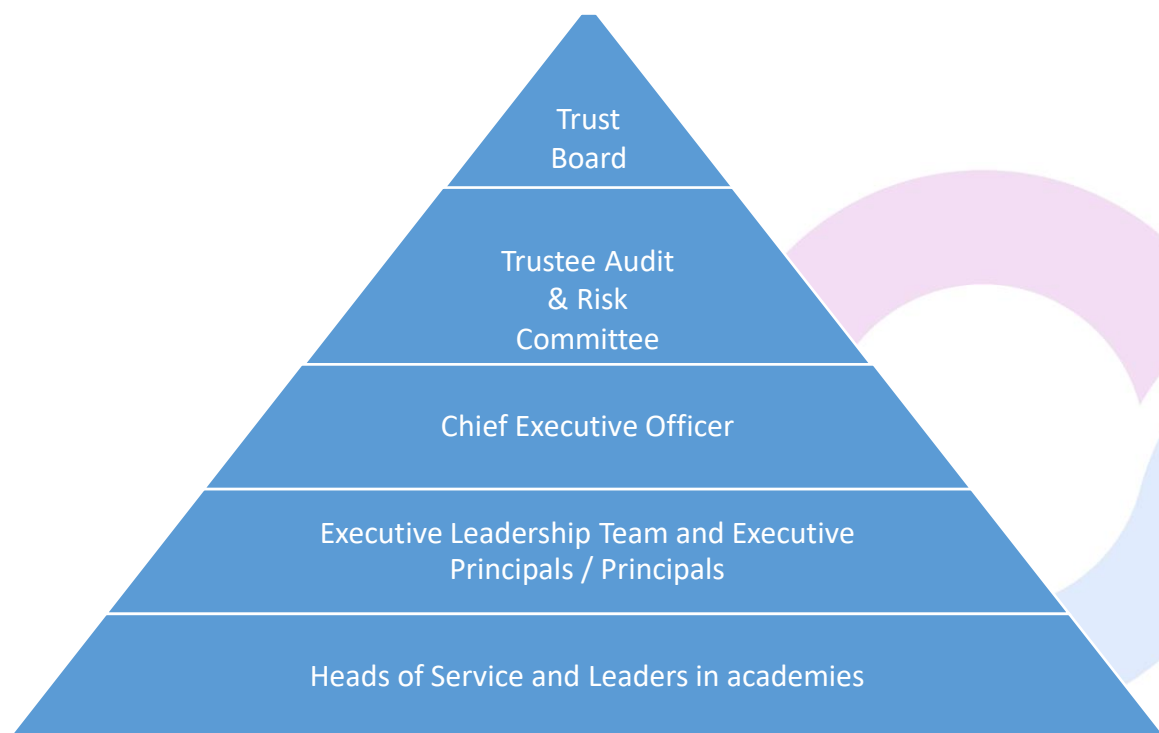 Trust
Board
Trustee Audit
& Risk
Committee
Chief Executive Officer
Executive Leadership Team and Executive
Principals / Principals
Heads of Service and Leaders in academies